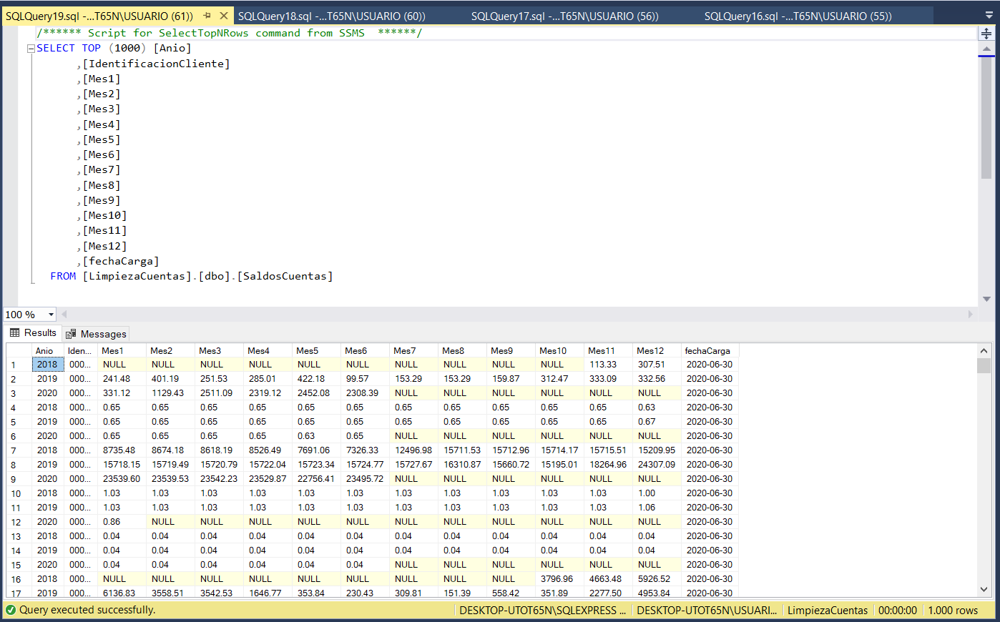 SQLQuery19.sql -...T65N\USUARIO (61)) SQLQuery18.sql -...T65N\USUARIO (60)) SQLQuery17.sql -...T65N\USUARIO (56)) SQLQuery16.sql -...T65N\USUARIO (55))
/****** Script for SelectTopNRows command from SSMS  ******/
SELECT TOP (1000) [Anio]
,[IdentificacionCliente]
,[Mes1]
,[Mes2]
,[Mes3]
,[Mes4]
,[Mes5]
,[Mes6]
,[Mes7]
,[Mes8]
,[Mes9]
,[Mes10]
,[Mes11]
,[Mes12]
,[fechaCarga]
FROM [LimpiezaCuentas].[dbo].[SaldosCuentas]
100 %
Results Messages
Anio Iden... Mes1 Mes2 Mes3 Mes4 Mes5 Mes6 Mes7 Mes8 Mes9 Mes10 Mes11 Mes12 fechaCarga
1 2018 000... NULL NULL NULL NULL NULL NULL NULL NULL NULL NULL 113.33 307.51 2020-06-30
2 2019 000... 241.48 401.19 251.53 285.01 422.18 99.57 153.29 153.29 159.87 312.47 333.09 332.56 2020-06-30
3 2020 000... 331.12 1129.43 2511.09 2319.12 2452.08 2308.39 NULL NULL NULL NULL NULL NULL 2020-06-30
4 2018 000... 0.65 0.65 0.65 0.65 0.65 0.65 0.65 0.65 0.65 0.65 0.65 0.63 2020-06-30
5 2019 000... 0.65 0.65 0.65 0.65 0.65 0.65 0.65 0.65 0.65 0.65 0.65 0.67 2020-06-30
6 2020 000... 0.65 0.65 0.65 0.65 0.63 0.65 NULL NULL NULL NULL NULL NULL 2020-06-30
7 2018 000... 8735.48 8674.18 8618.19 8526.49 7691.06 7326.33 12496.98 15711.53 15712.96 15714.17 15715.51 15209.95 2020-06-30
8 2019 000... 15718.15 15719.49 15720.79 15722.04 15723.34 15724.77 15727.67 16310.87 15660.72 15195.01 18264.96 24307.09 2020-06-30
9 2020 000... 23539.60 23539.53 23542.23 23529.87 22756.41 23495.72 NULL NULL NULL NULL NULL NULL 2020-06-30
10 2018 000... 1.03 1.03 1.03 1.03 1.03 1.03 1.03 1.03 1.03 1.03 1.03 1.00 2020-06-30
11 2019 000... 1.03 1.03 1.03 1.03 1.03 1.03 1.03 1.03 1.03 1.03 1.03 1.06 2020-06-30
12 2020 000... 0.86 NULL NULL NULL NULL NULL NULL NULL NULL NULL NULL NULL 2020-06-30
13 2018 000... 0.04 0.04 0.04 0.04 0.04 0.04 0.04 0.04 0.04 0.04 0.04 0.04 2020-06-30
14 2019 000... 0.04 0.04 0.04 0.04 0.04 0.04 0.04 0.04 0.04 0.04 0.04 0.04 2020-06-30
15 2020 000... 0.04 0.04 0.04 0.04 0.04 0.04 NULL NULL NULL NULL NULL NULL 2020-06-30
16 2018 000... NULL NULL NULL NULL NULL NULL NULL NULL NULL 3796.96 4663.48 5926.52 2020-06-30
17 2019 000... 6136.83 3558.51 3542.53 1646.77 353.84 230.43 309.81 151.39 558.42 351.89 2277.50 4953.84 2020-06-30
Query executed successfully. DESKTOP-UTOT65N\SQLEXPRESS ... DESKTOP-UTOT65N\USUARI... LimpiezaCuentas 00:00:00 1.000 rows